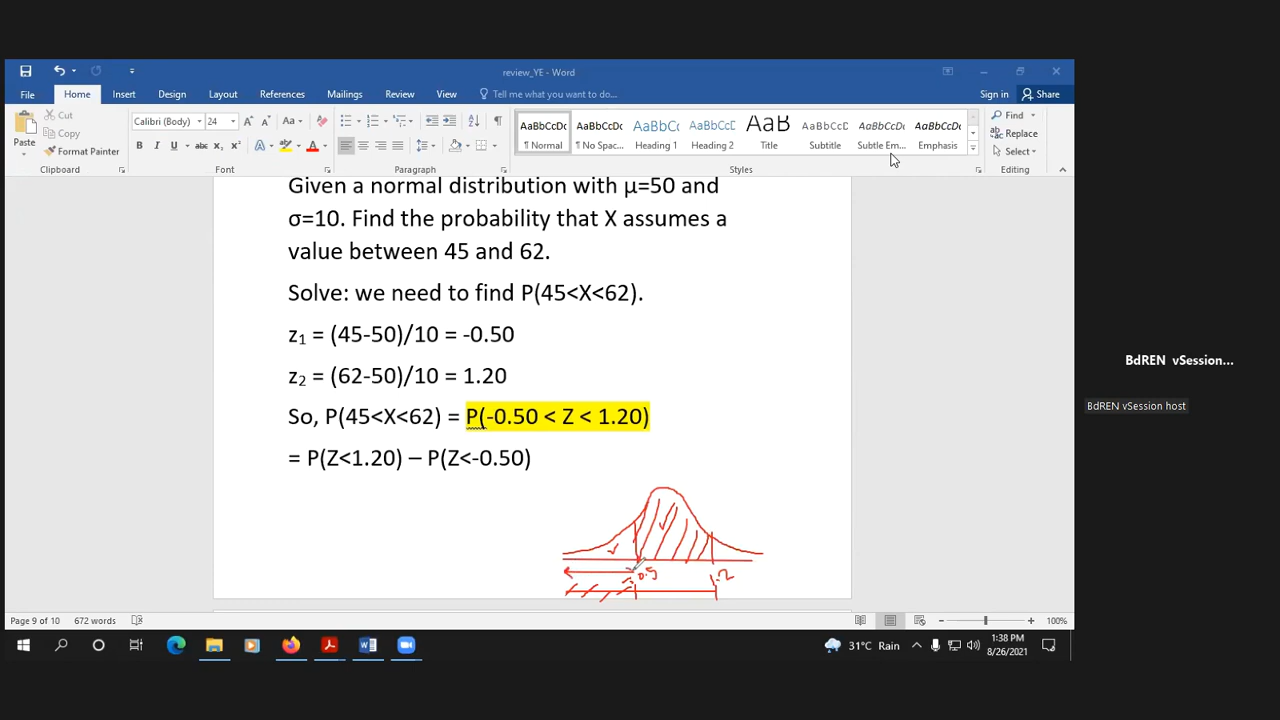 review_YE - Word
File Home Insert Design Layout References Mailings Review View Tell me what you want to do... Sign in Share
Paste
Cut
Copy
Format Painter
Clipboard
Calibri (Body) 24
Font
Paragraph
AaBbCcDc AaBbCcDc AaBbCc AaBbCcD AaB AaBbCcD AaBbCcDc AaBbCcDc
¶ Normal ¶ No Spac... Heading 1 Heading 2 Title Subtitle Subtle Em... Emphasis
Styles
Find
Replace
Select
Editing
Given a normal distribution with μ=50 and
σ=10. Find the probability that X assumes a
value between 45 and 62.
Solve: we need to find P(45<X<62).
z₁ = (45-50)/10 = -0.50
z₂ = (62-50)/10 = 1.20
So, P(45<X<62) = P(-0.50 < Z < 1.20)
= P(Z<1.20) – P(Z<-0.50)
-0.5 1.2
Page 9 of 10 672 words 100%
31°C Rain 1:38 PM
8/26/2021
BdREN vSession...
BdREN vSession host